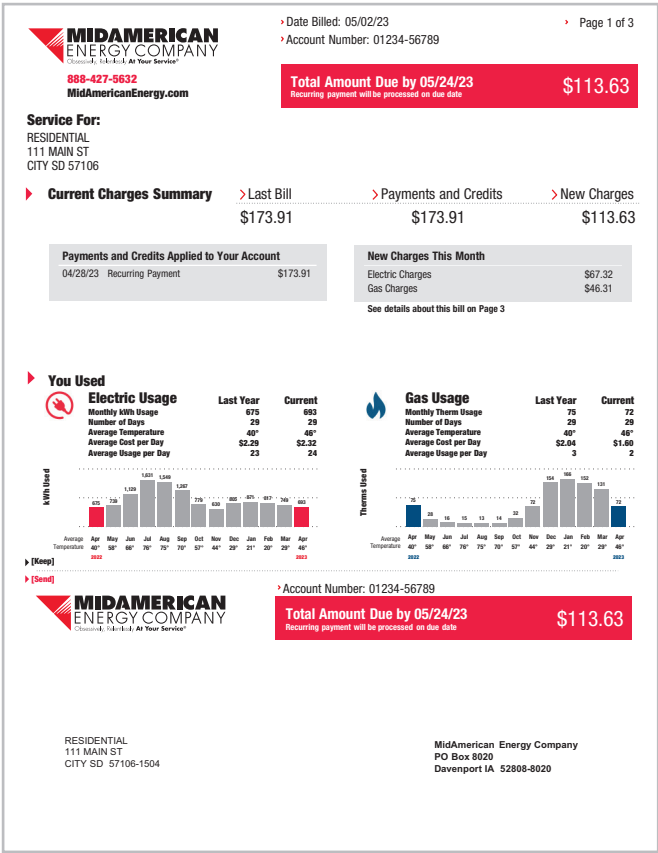 MIDAMERICAN
ENERGY COMPANY
Obsessively, Relentlessly At Your Service®
888-427-5632
MidAmericanEnergy.com
› Date Billed: 05/02/23
› Page 1 of 3
› Account Number: 01234-56789
Total Amount Due by 05/24/23 $113.63
Recurring payment will be processed on due date
Service For:
RESIDENTIAL
111 MAIN ST
CITY SD 57106
Current Charges Summary › Last Bill › Payments and Credits › New Charges
$173.91 $173.91 $113.63
Payments and Credits Applied to Your Account
04/28/23 Recurring Payment $173.91
New Charges This Month
Electric Charges $67.32
Gas Charges $46.31
See details about this bill on Page 3
You Used
Electric Usage Last Year Current
Monthly kWh Usage 675 693
Number of Days 29 29
Average Temperature 40° 46°
Average Cost per Day $2.29 $2.32
Average Usage per Day 23 24
kWh Used
675 739 1,129 1,631 1,549 1,267 779 630 805 871 817 749 693
Apr May Jun Jul Aug Sep Oct Nov Dec Jan Feb Mar Apr
Average Temperature 40° 58° 66° 76° 75° 70° 57° 44° 29° 21° 20° 29° 46°
2022 2023
Gas Usage Last Year Current
Monthly Therm Usage 75 72
Number of Days 29 29
Average Temperature 40° 46°
Average Cost per Day $2.04 $1.60
Average Usage per Day 3 2
Therms Used
75 28 16 15 13 14 32 72 154 166 152 131 72
Apr May Jun Jul Aug Sep Oct Nov Dec Jan Feb Mar Apr
Average Temperature 40° 58° 66° 76° 75° 70° 57° 44° 29° 21° 20° 29° 46°
2022 2023
[Keep]
[Send]
MIDAMERICAN
ENERGY COMPANY
Obsessively, Relentlessly At Your Service®
› Account Number: 01234-56789
Total Amount Due by 05/24/23 $113.63
Recurring payment will be processed on due date
RESIDENTIAL
111 MAIN ST
CITY SD 57106-1504
MidAmerican Energy Company
PO Box 8020
Davenport IA 52808-8020